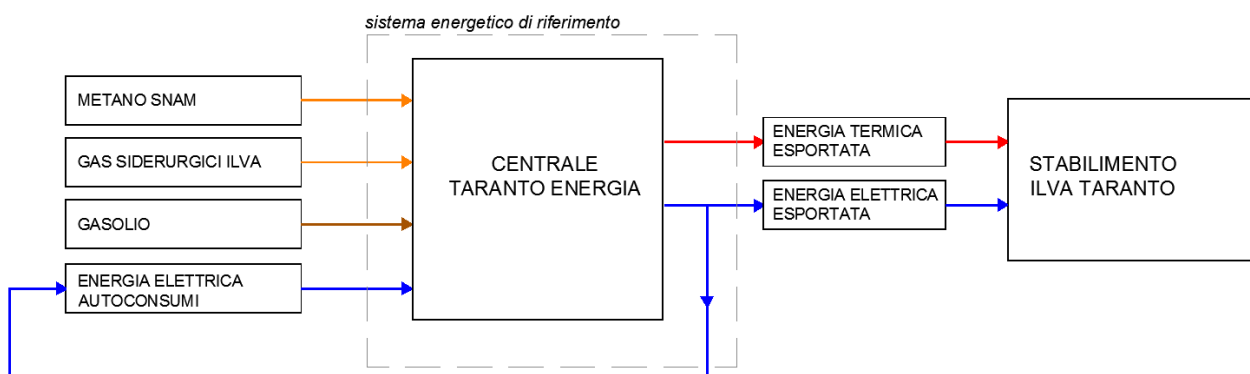 sistema energetico di riferimento
METANO SNAM
GAS SIDERURGICI ILVA
GASOLIO
ENERGIA ELETTRICA
AUTOCONSUMI
CENTRALE
TARANTO ENERGIA
ENERGIA TERMICA
ESPORTATA
ENERGIA ELETTRICA
ESPORTATA
STABILIMENTO
ILVA TARANTO